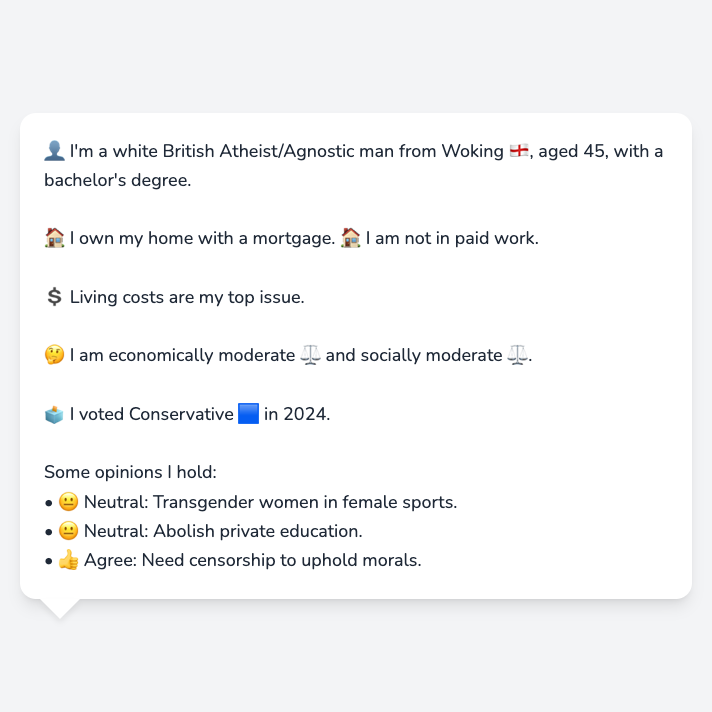 👤 I'm a white British Atheist/Agnostic man from Woking 🏴󠁧󠁢󠁥󠁮󠁧󠁿, aged 45, with a
bachelor's degree.
🏠 I own my home with a mortgage. 🏠 I am not in paid work.
💲 Living costs are my top issue.
🤔 I am economically moderate ⚖️ and socially moderate ⚖️.
🗳️ I voted Conservative 🟦 in 2024.
Some opinions I hold:
• 😐 Neutral: Transgender women in female sports.
• 😐 Neutral: Abolish private education.
• 👍 Agree: Need censorship to uphold morals.